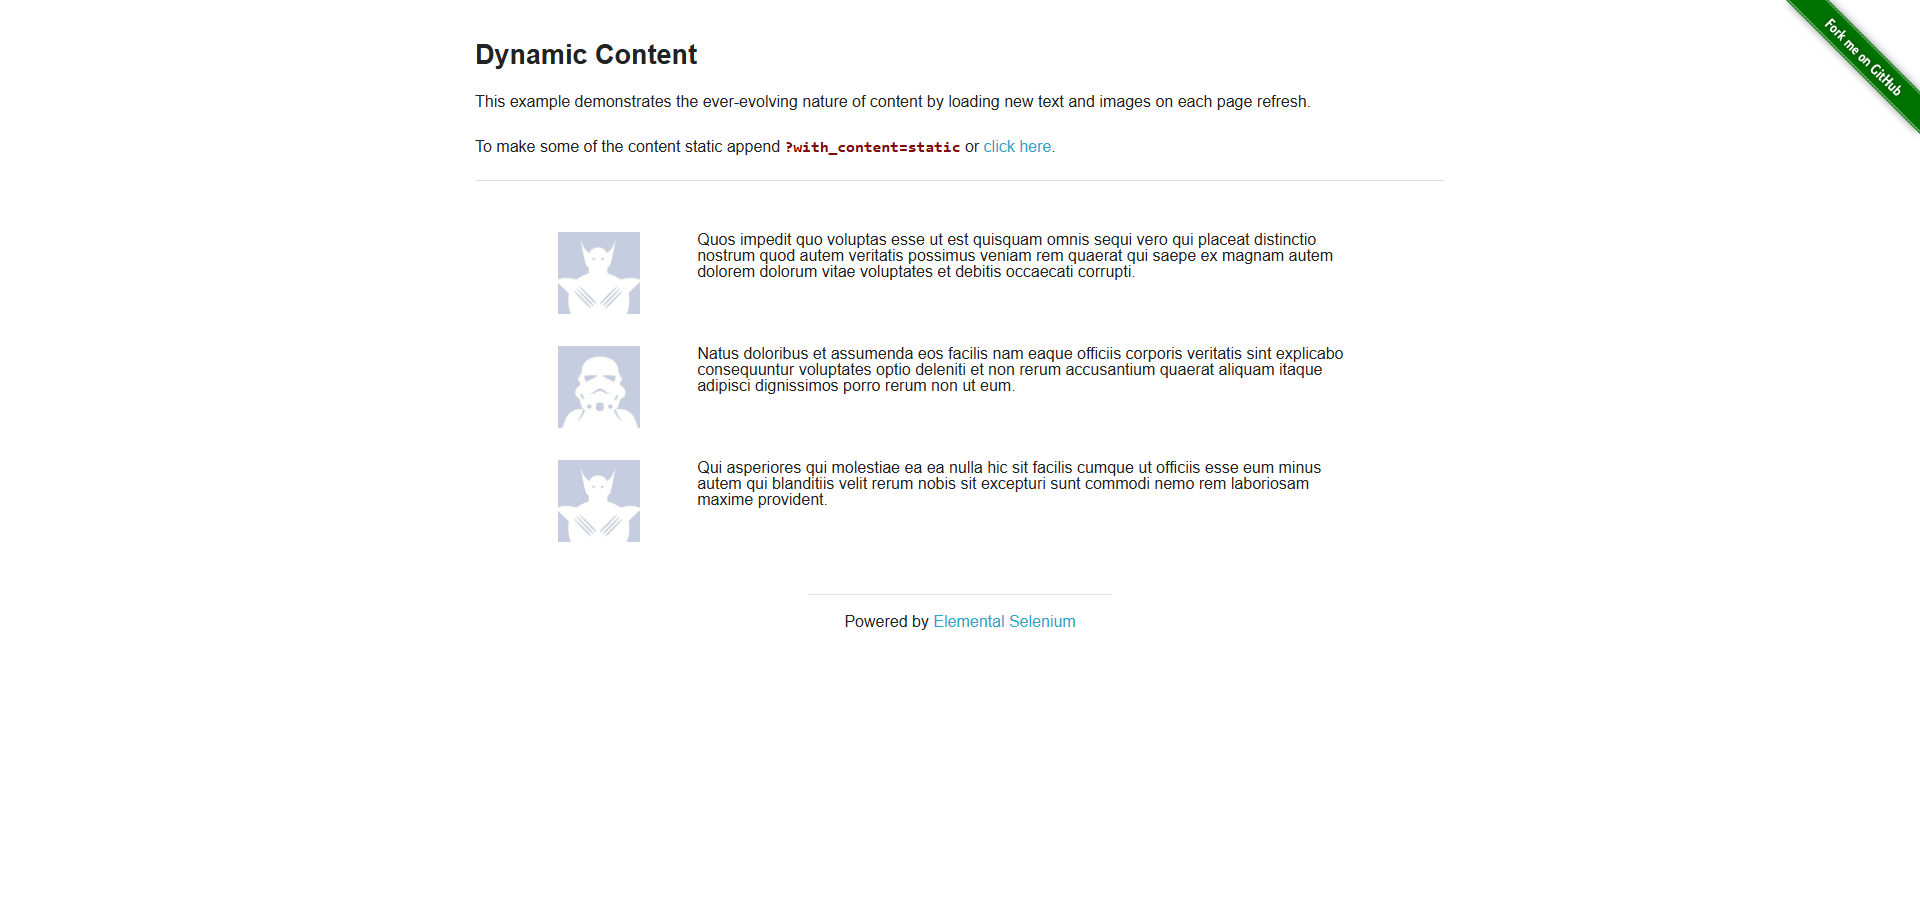 Fork me on GitHub
Dynamic Content
This example demonstrates the ever-evolving nature of content by loading new text and images on each page refresh.
To make some of the content static append ?with_content=static or click here.
Quos impedit quo voluptas esse ut est quisquam omnis sequi vero qui placeat distinctio
nostrum quod autem veritatis possimus veniam rem quaerat qui saepe ex magnam autem
dolorem dolorum vitae voluptates et debitis occaecati corrupti.
Natus doloribus et assumenda eos facilis nam eaque officiis corporis veritatis sint explicabo
consequuntur voluptates optio deleniti et non rerum accusantium quaerat aliquam itaque
adipisci dignissimos porro rerum non ut eum.
Qui asperiores qui molestiae ea ea nulla hic sit facilis cumque ut officiis esse eum minus
autem qui blanditiis velit rerum nobis sit excepturi sunt commodi nemo rem laboriosam
maxime provident.
Powered by Elemental Selenium